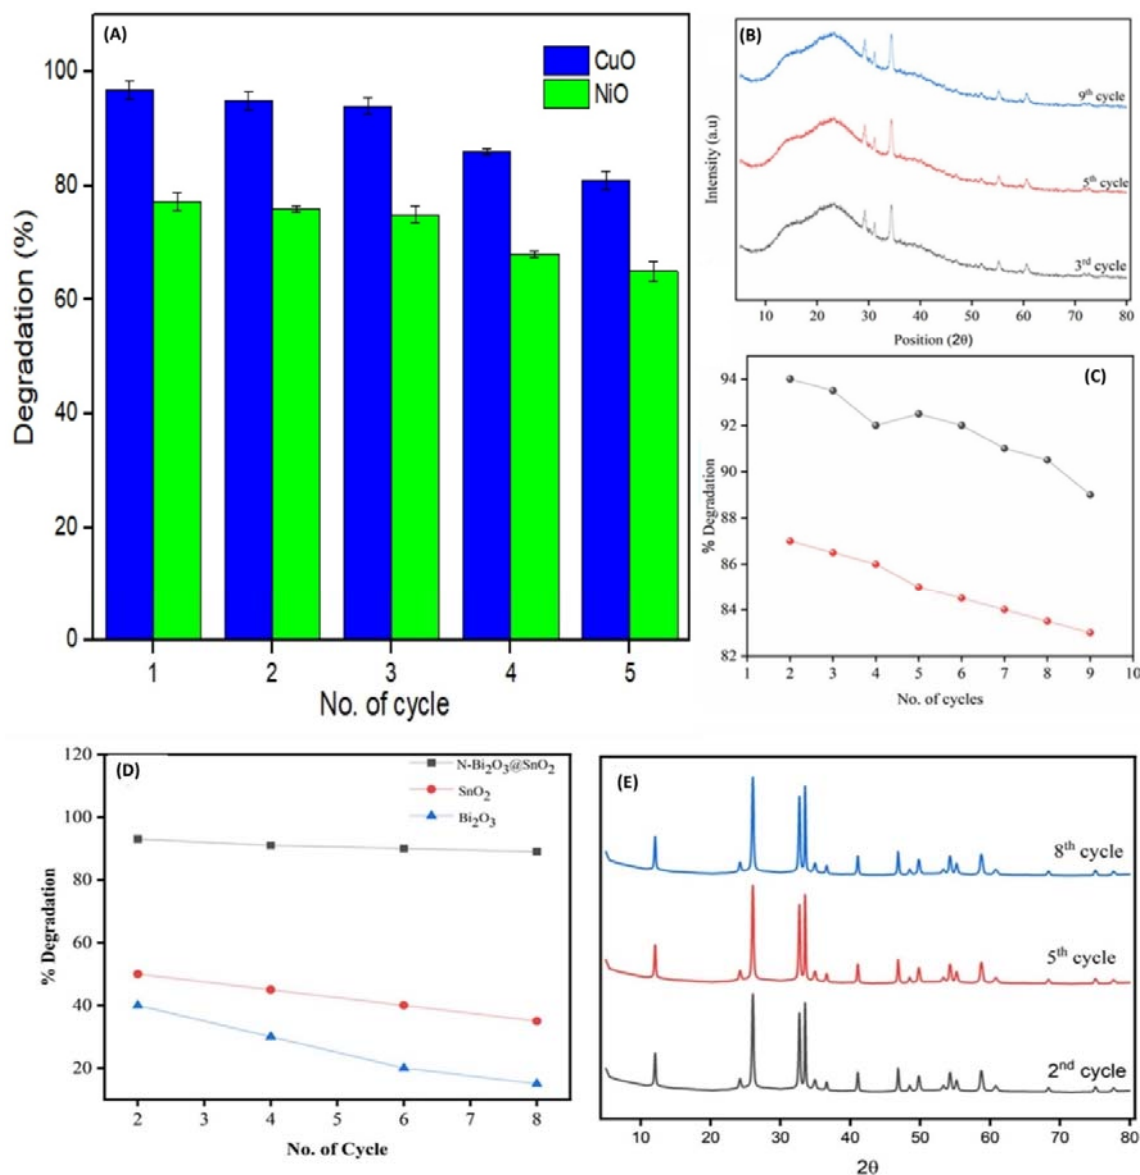 (A)
CuO
NiO
Degradation (%)
100
80
60
40
20
0
1 2 3 4 5
No. of cycle
(B)
9th cycle
5th cycle
3rd cycle
Intensity (a.u)
10 20 30 40 50 60 70 80
Position (2θ)
(C)
% Degradation
94
92
90
88
86
84
82
1 2 3 4 5 6 7 8 9 10
No. of cycles
(D)
N-Bi2O3@SnO2
SnO2
Bi2O3
% Degradation
120
100
80
60
40
20
2 3 4 5 6 7 8
No. of Cycle
(E)
8th cycle
5th cycle
2nd cycle
10 20 30 40 50 60 70 80
2θ